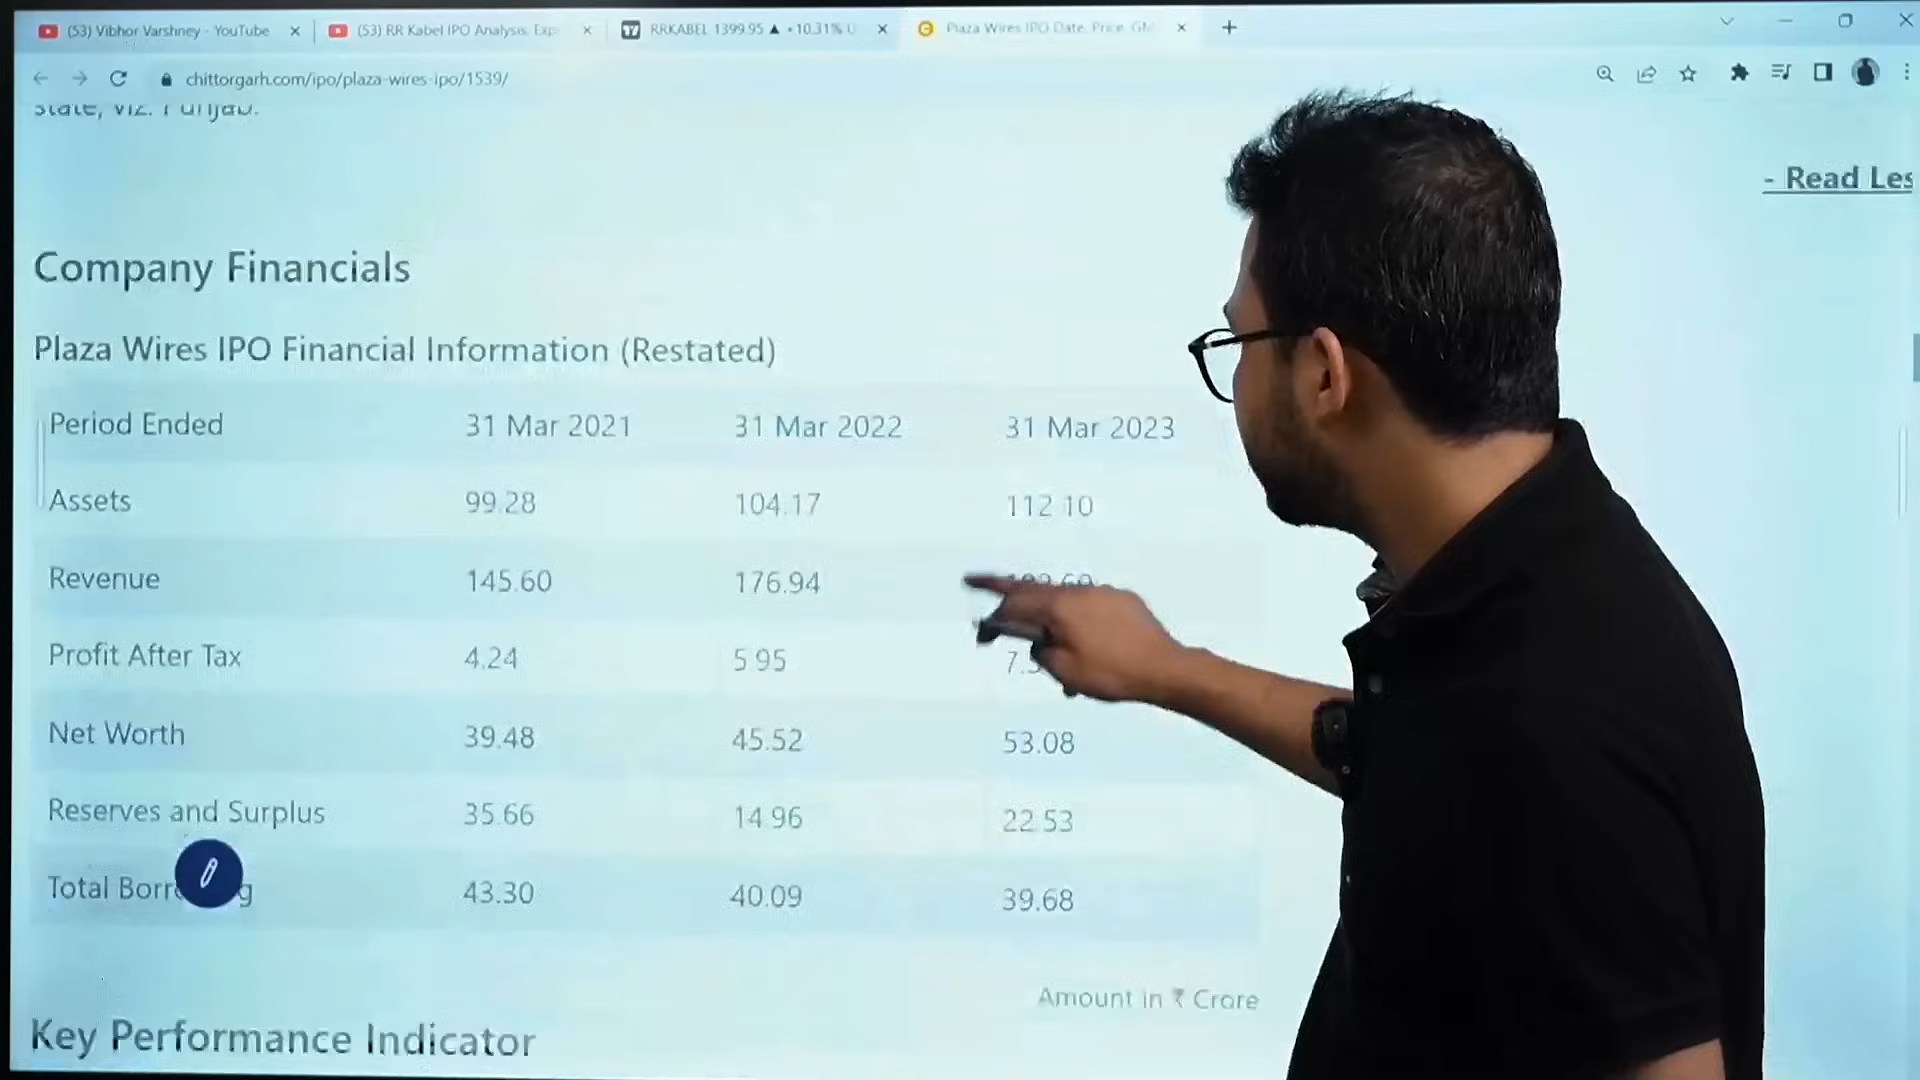 (53) Vibhor Varshney - YouTube
(53) RR Kabel IPO Analysis, Exp
RRKABEL 1399.95 ▲ +10.31% U
Plaza Wires IPO Date, Price, GM
chittorgarh.com/ipo/plaza-wires-ipo/1539/
State, viz. Punjab.
- Read Les
Company Financials
Plaza Wires IPO Financial Information (Restated)
Period Ended 31 Mar 2021 31 Mar 2022 31 Mar 2023
Assets 99.28 104.17 112.10
Revenue 145.60 176.94
Profit After Tax 4.24 5.95
Net Worth 39.48 45.52 53.08
Reserves and Surplus 35.66 14.96 22.53
Total 43.30 40.09 39.68
Amount in ₹ Crore
Key Performance Indicator